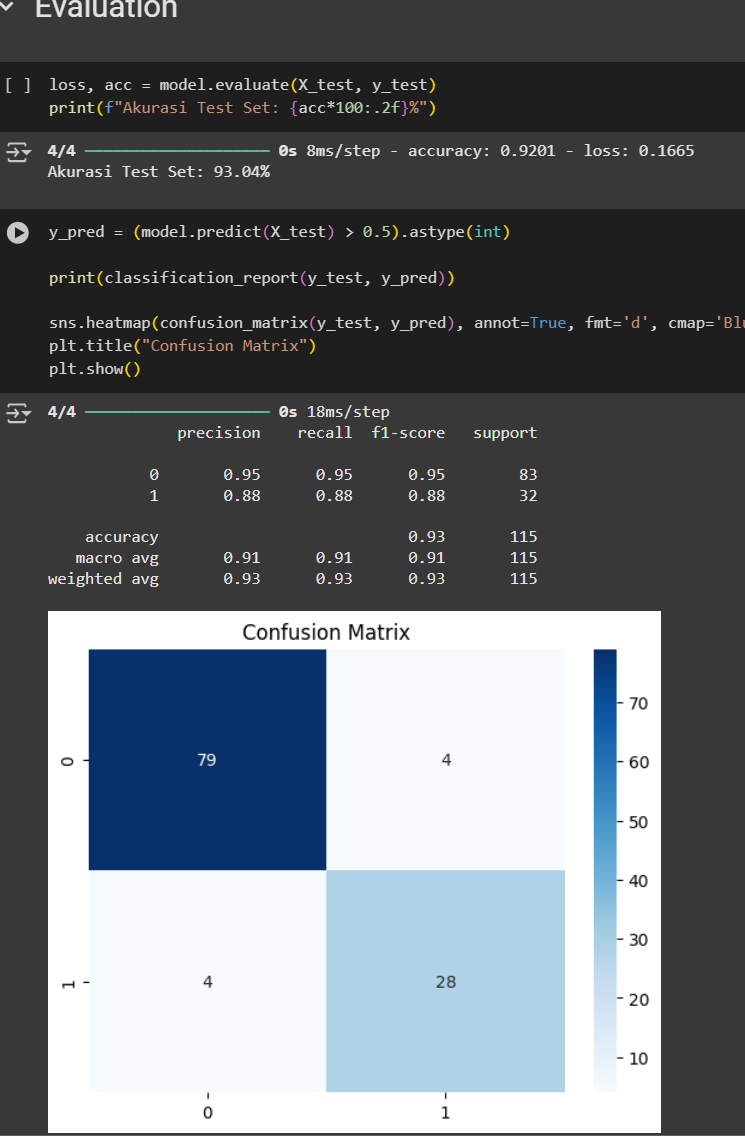 Evaluation
[ ] loss, acc = model.evaluate(X_test, y_test)
print(f"Akurasi Test Set: {acc*100:.2f}%")
4/4 0s 8ms/step - accuracy: 0.9201 - loss: 0.1665
Akurasi Test Set: 93.04%
y_pred = (model.predict(X_test) > 0.5).astype(int)
print(classification_report(y_test, y_pred))
sns.heatmap(confusion_matrix(y_test, y_pred), annot=True, fmt='d', cmap='Blu
plt.title("Confusion Matrix")
plt.show()
4/4 0s 18ms/step
precision recall f1-score support
0 0.95 0.95 0.95 83
1 0.88 0.88 0.88 32
accuracy 0.93 115
macro avg 0.91 0.91 0.91 115
weighted avg 0.93 0.93 0.93 115
Confusion Matrix
70
0 79 4 60
50
40
30
1 4 28
20
10
0 1